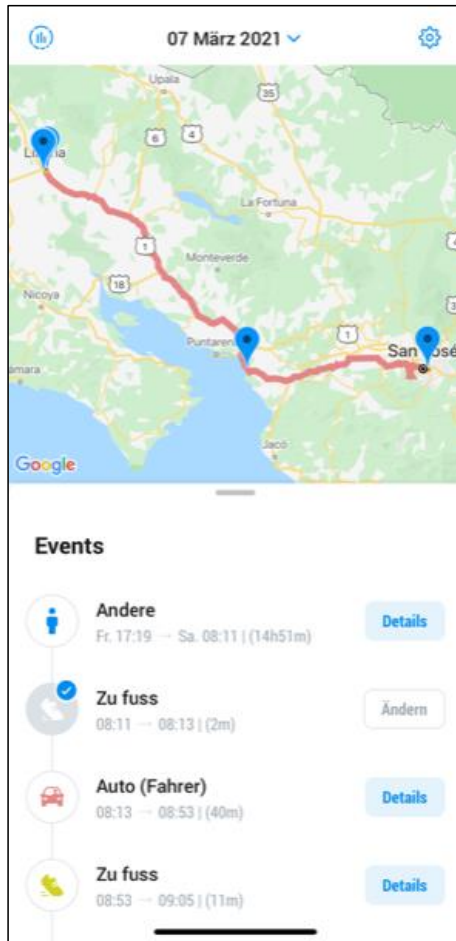 07 März 2021
Upala
35
6
4
La Fortuna
1
Monteverde
18
Nicoya
1
San José
Jacó
Google
Events
Andere
Fr. 17:19 → Sa. 08:11 | (14h51m)
Details
Zu fuss
08:11 → 08:13 | (2m)
Ändern
Auto (Fahrer)
08:13 → 08:53 | (40m)
Details
Zu fuss
08:53 → 09:05 | (11m)
Details